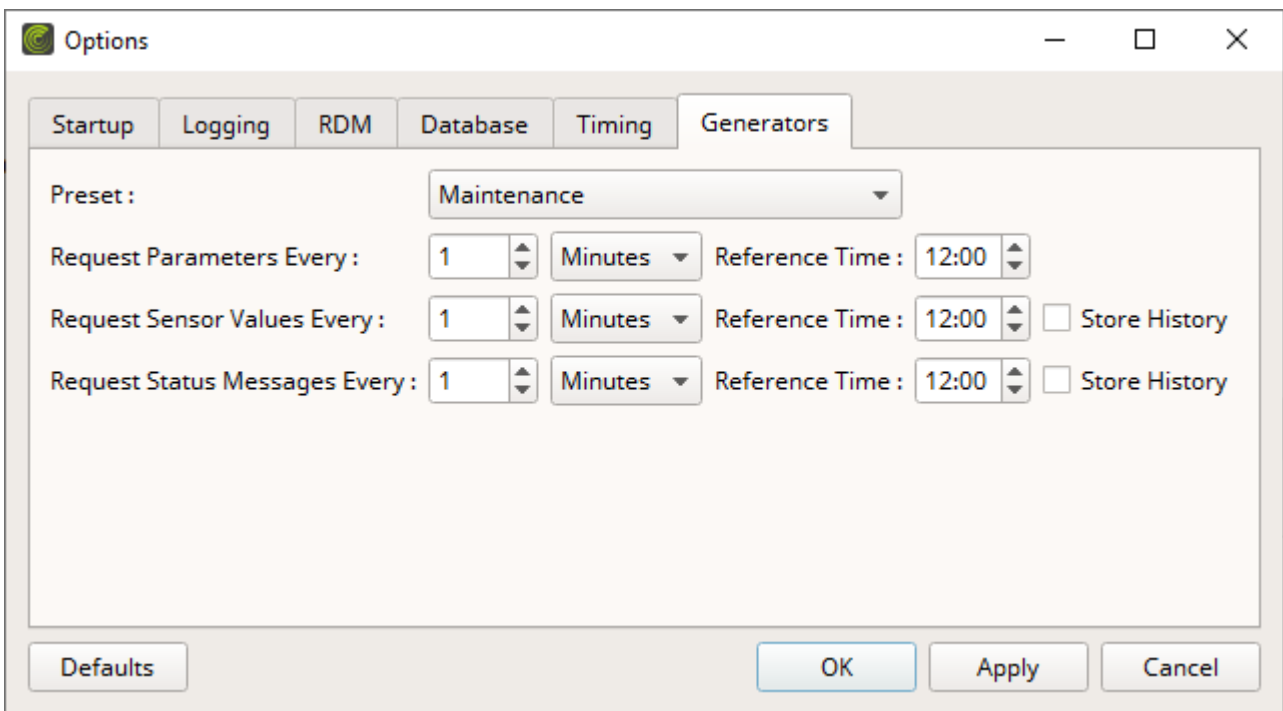 Options
Startup Logging RDM Database Timing Generators
Preset : Maintenance
Request Parameters Every : 1 Minutes Reference Time : 12:00
Request Sensor Values Every : 1 Minutes Reference Time : 12:00 Store History
Request Status Messages Every : 1 Minutes Reference Time : 12:00 Store History
Defaults OK Apply Cancel